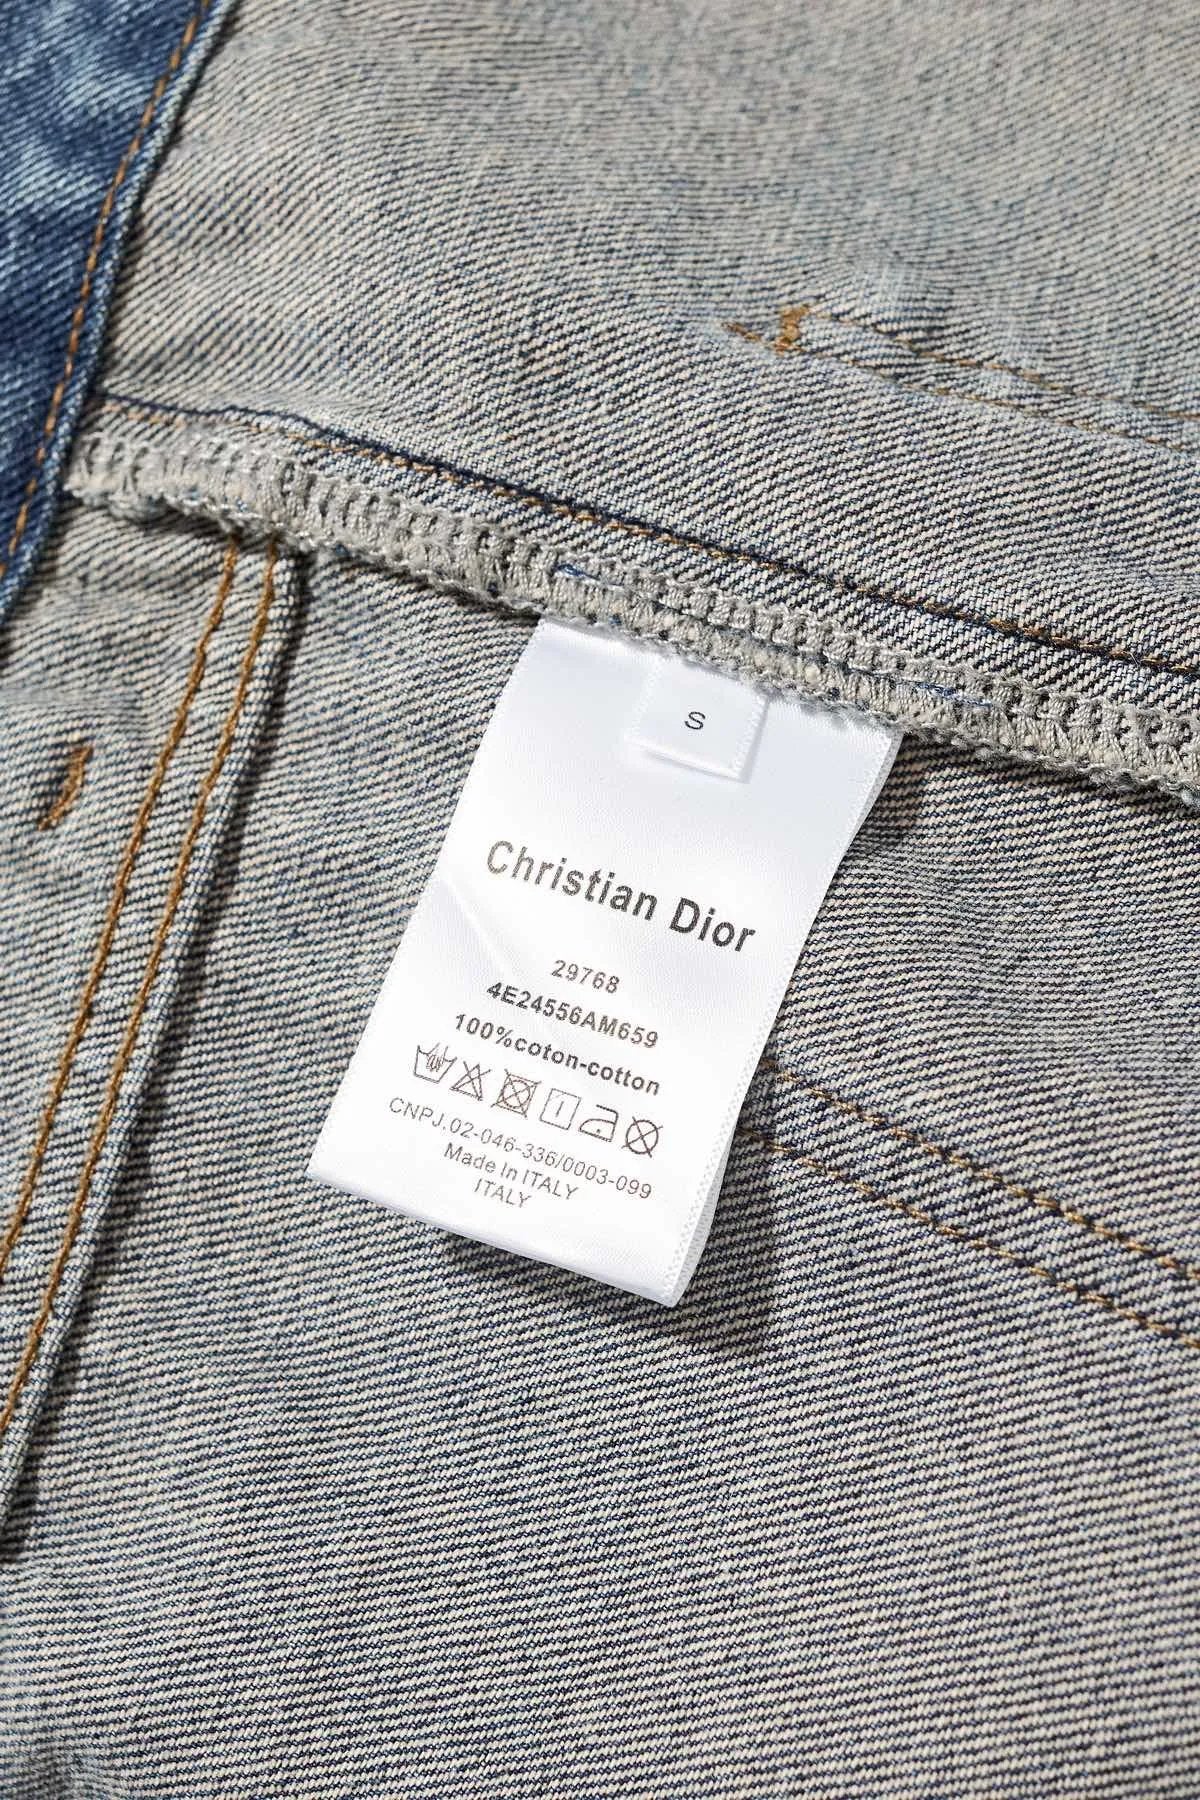 S
Christian Dior
29768
4E24556AM659
100%coton-cotton
CNPJ.02-046-336/0003-099
Made In ITALY
ITALY